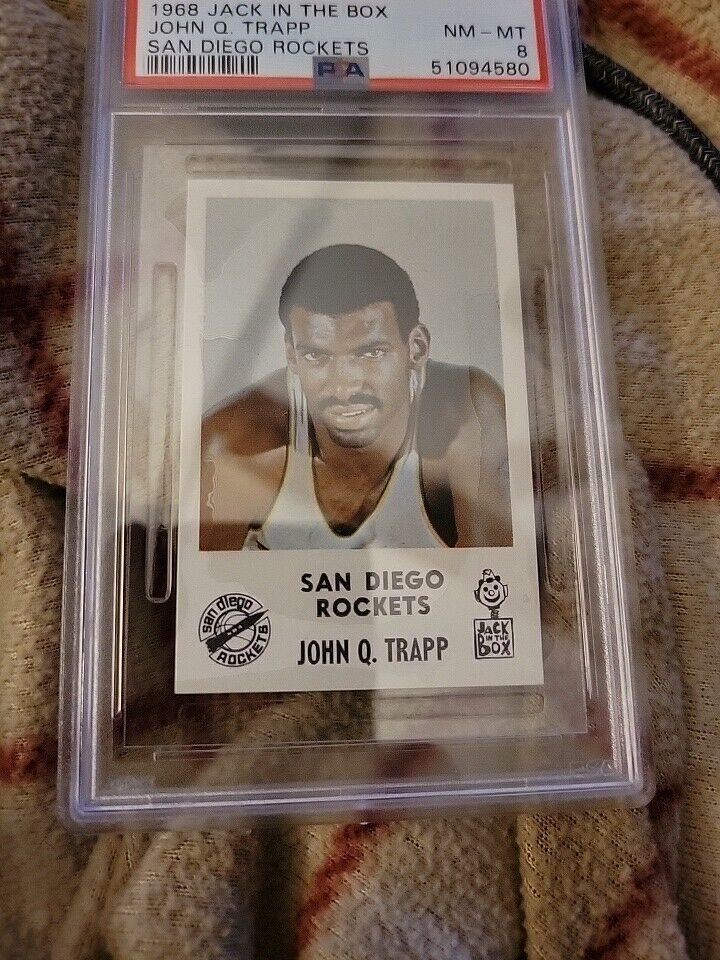 1968 JACK IN THE BOX
JOHN Q. TRAPP
SAN DIEGO ROCKETS
NM - MT
8
51094580
PSA
SAN DIEGO
ROCKETS
JOHN Q. TRAPP
san diego
ROCKETS
JACK
IN THE
BOX